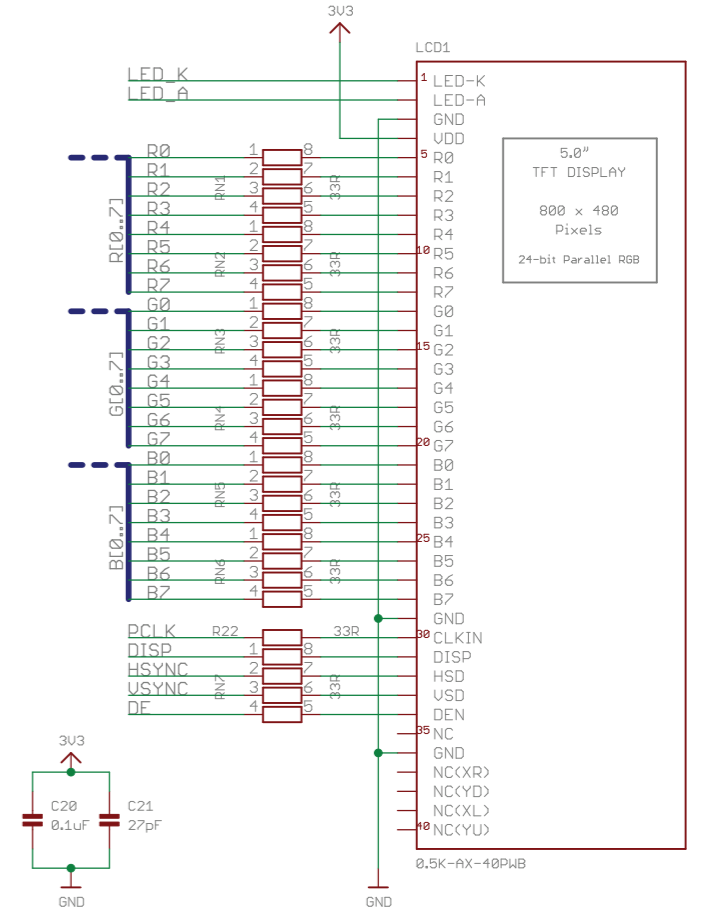 3V3
LCD1
LED_K 1 LED-K
LED_A LED-A
GND
VDD
R0 1 8 5 R0
R1 2 7 R1
R2 3 6 R2
R3 4 5 R3
RN1 33R
R4 1 8 R4
R5 2 7 10 R5
R6 3 6 R6
R7 4 5 R7
RN2 33R
R[0..7]
G0 1 8 G0
G1 2 7 G1
G2 3 6 15 G2
G3 4 5 G3
RN3 33R
G4 1 8 G4
G5 2 7 G5
G6 3 6 G6
G7 4 5 20 G7
RN4 33R
G[0..7]
B0 1 8 B0
B1 2 7 B1
B2 3 6 B2
B3 4 5 B3
RN5 33R
B4 1 8 25 B4
B5 2 7 B5
B6 3 6 B6
B7 4 5 B7
RN6 33R
B[0..7]
GND
PCLK R22 33R 30 CLKIN
DISP 1 8 DISP
HSYNC 2 7 HSD
VSYNC 3 6 VSD
DE 4 5 DEN
RN7 33R
35 NC
GND
NC(XR)
NC(YD)
NC(XL)
40 NC(YU)
0.5K-AX-40PWB
5.0"
TFT DISPLAY
800 x 480
Pixels
24-bit Parallel RGB
3V3
C20 C21
0.1uF 27pF
GND
GND